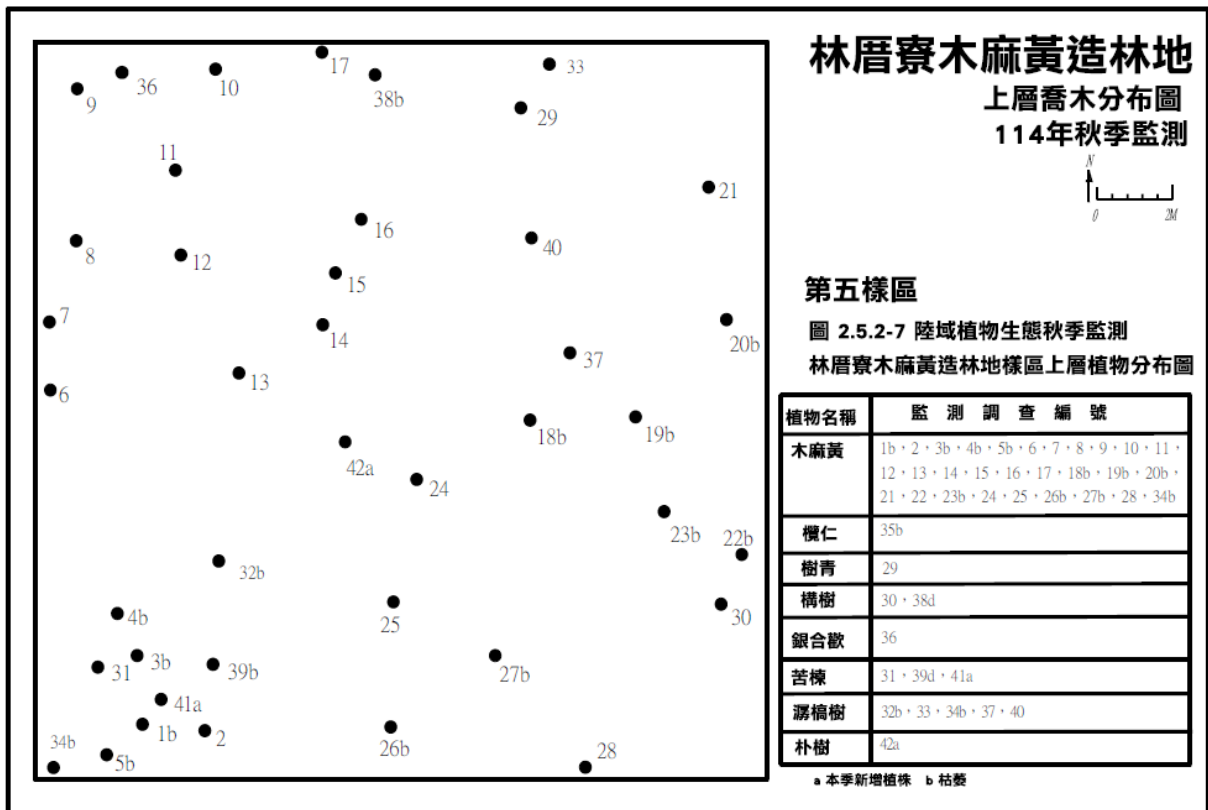 林厝寮木麻黃造林地
上層喬木分布圖
114年秋季監測
N
0 2M
第五樣區
圖 2.5.2-7 陸域植物生態秋季監測
林厝寮木麻黃造林地樣區上層植物分布圖
植物名稱 監測調查編號
木麻黃 1b，2，3b，4b，5b，6，7，8，9，10，11，
12，13，14，15，16，17，18b，19b，20b，
21，22，23b，24，25，26b，27b，28，34b
欖仁 35b
樹青 29
構樹 30，38d
銀合歡 36
苦楝 31，39d，41a
潺槁樹 32b，33，34b，37，40
朴樹 42a
a 本季新增植株 b 枯萎
17
33
36
10
38b
9
29
11
21
16
8
12
40
15
7
14
20b
37
13
6
18b
19b
42a
24
23b
22b
32b
4b
25
30
3b
31
39b
27b
41a
1b
2
26b
34b
5b
28